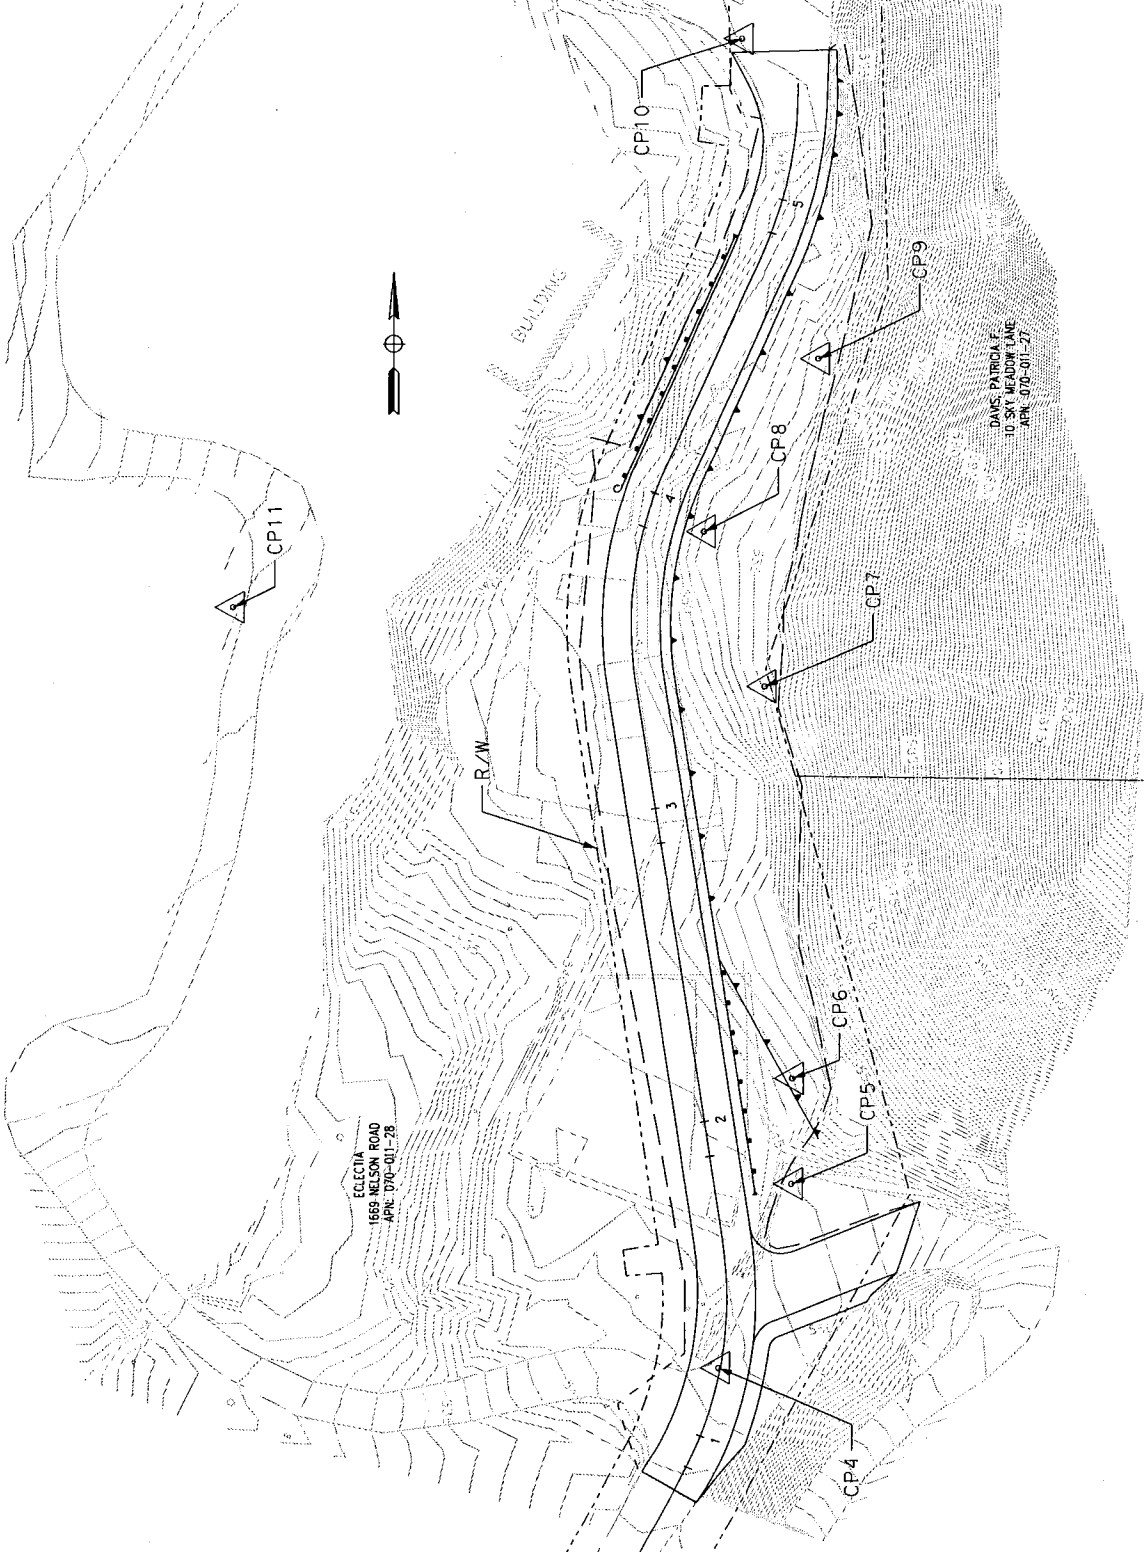 CP10
BUILDING
5
CP9
DAVIS, PATRICIA F.
10 SKY MEADOW LANE
APN: 070-011-27
4
CP8
CP11
CP7
R/W
3
CP6
2
CP5
ECLECTIA
1669 NELSON ROAD
APN: 070-011-28
1
CP4